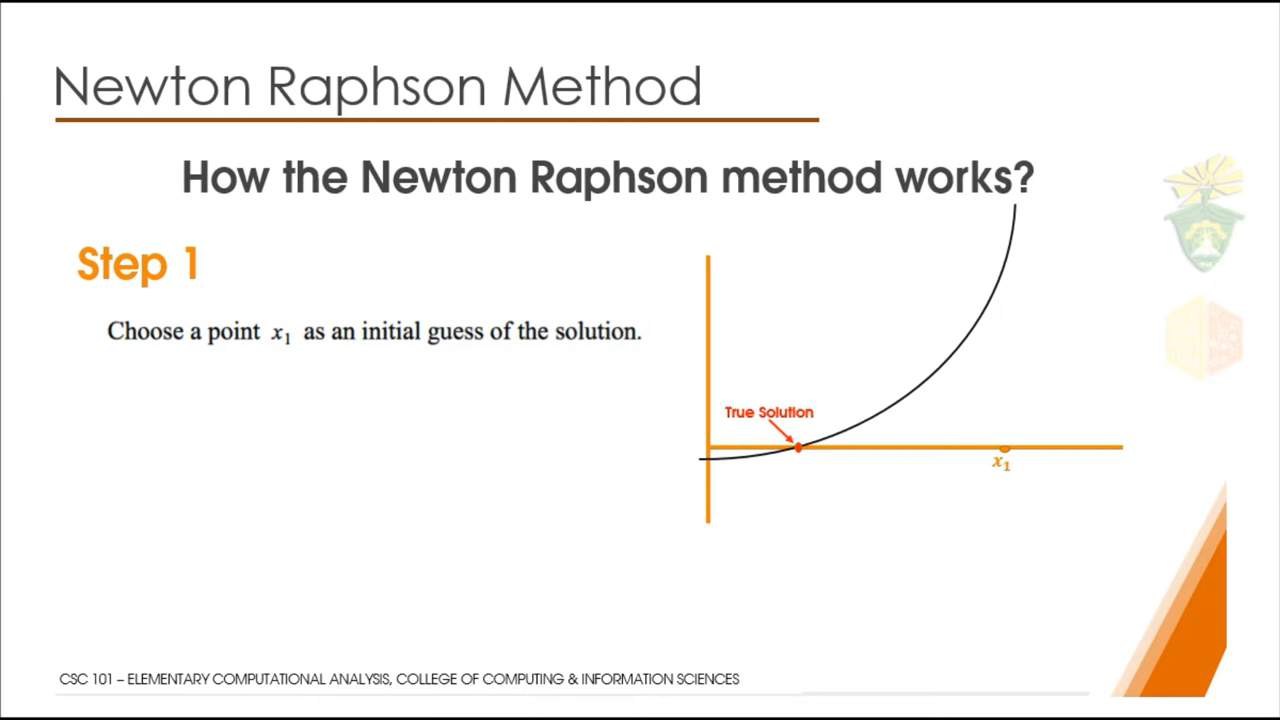 Newton Raphson Method
How the Newton Raphson method works?
Step 1
Choose a point x₁ as an initial guess of the solution.
True Solution
x₁
CSC 101 – ELEMENTARY COMPUTATIONAL ANALYSIS, COLLEGE OF COMPUTING & INFORMATION SCIENCES